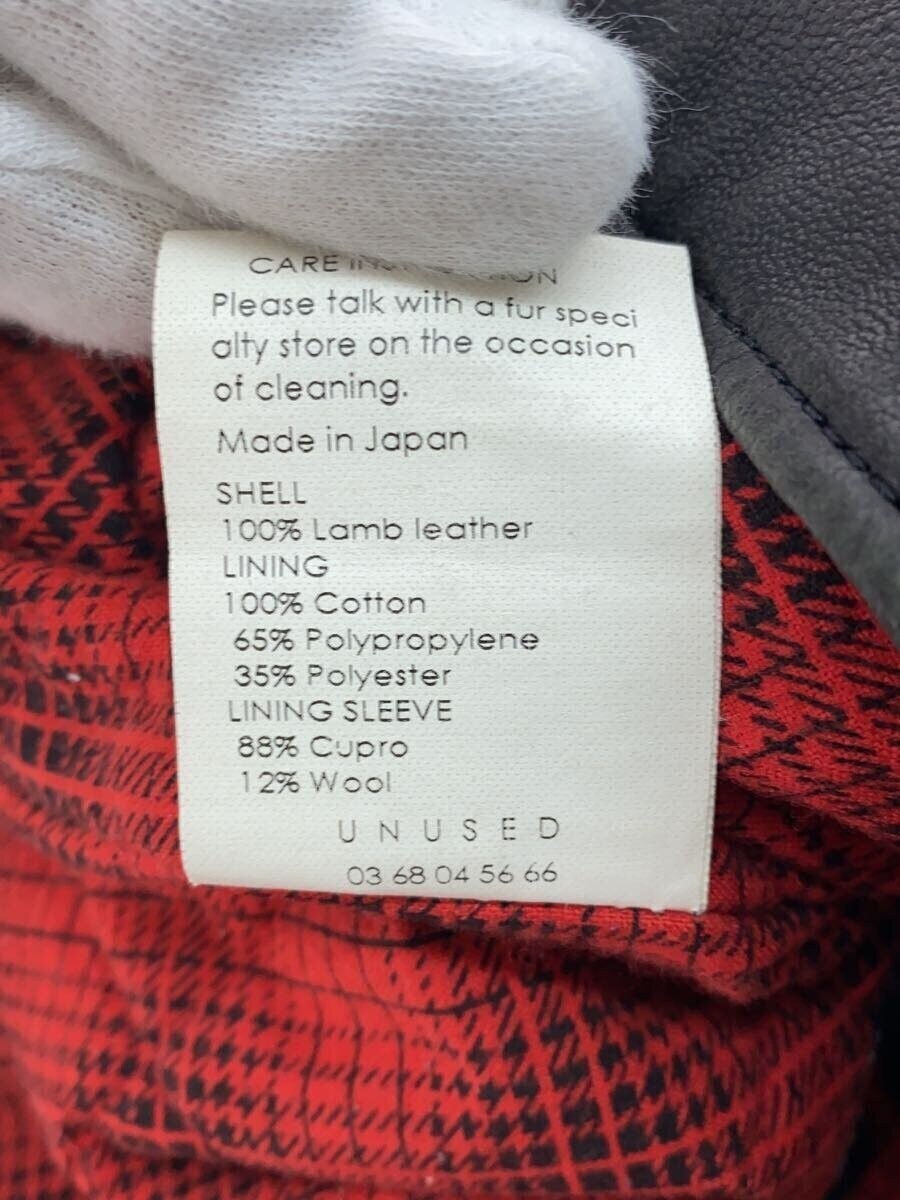 CARE
Please talk with a fur speci
alty store on the occasion
of cleaning.
Made in Japan
SHELL
100% Lamb leather
LINING
100% Cotton
65% Polypropylene
35% Polyester
LINING SLEEVE
88% Cupro
12% Wool
UNUSED
03 68 04 56 66